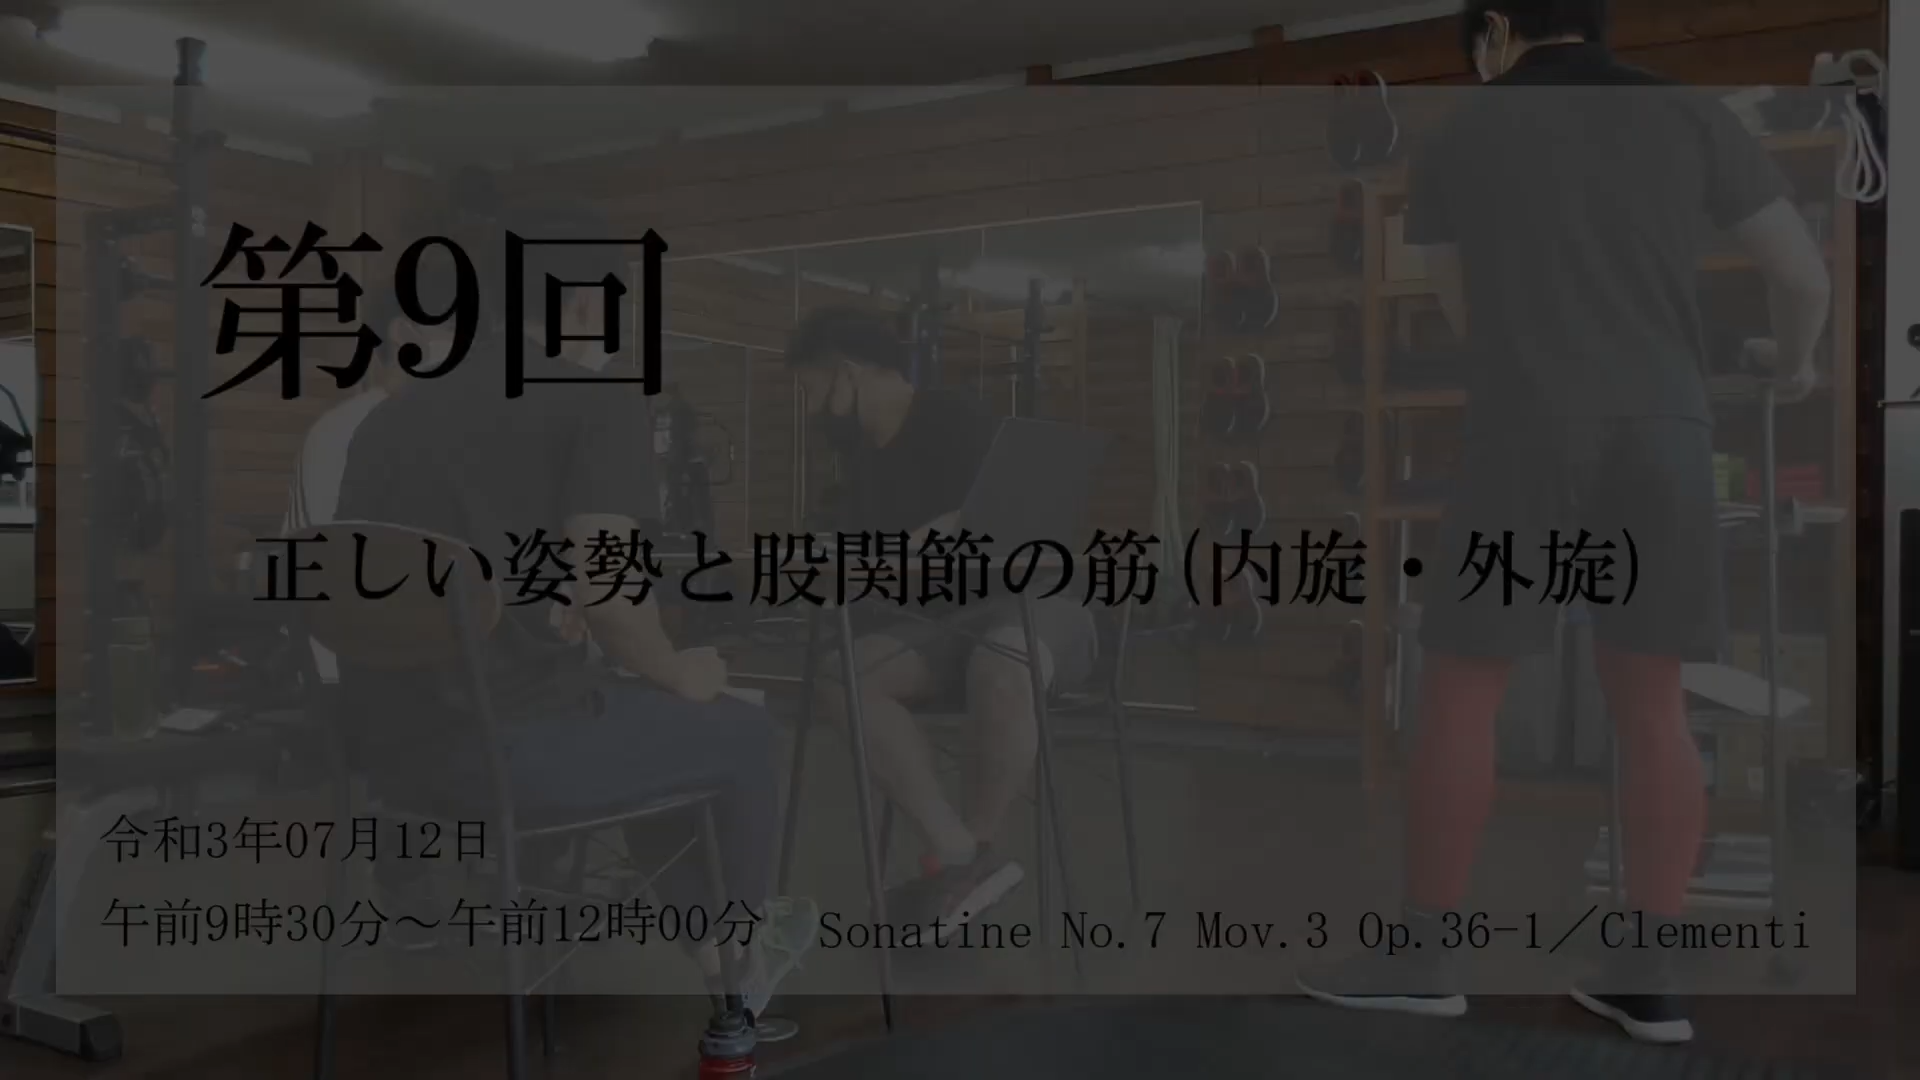 第9回
正しい姿勢と股関節の筋(内旋・外旋)
令和3年07月12日
午前9時30分～午前12時00分
Sonatine No.7 Mov.3 Op.36-1／Clementi